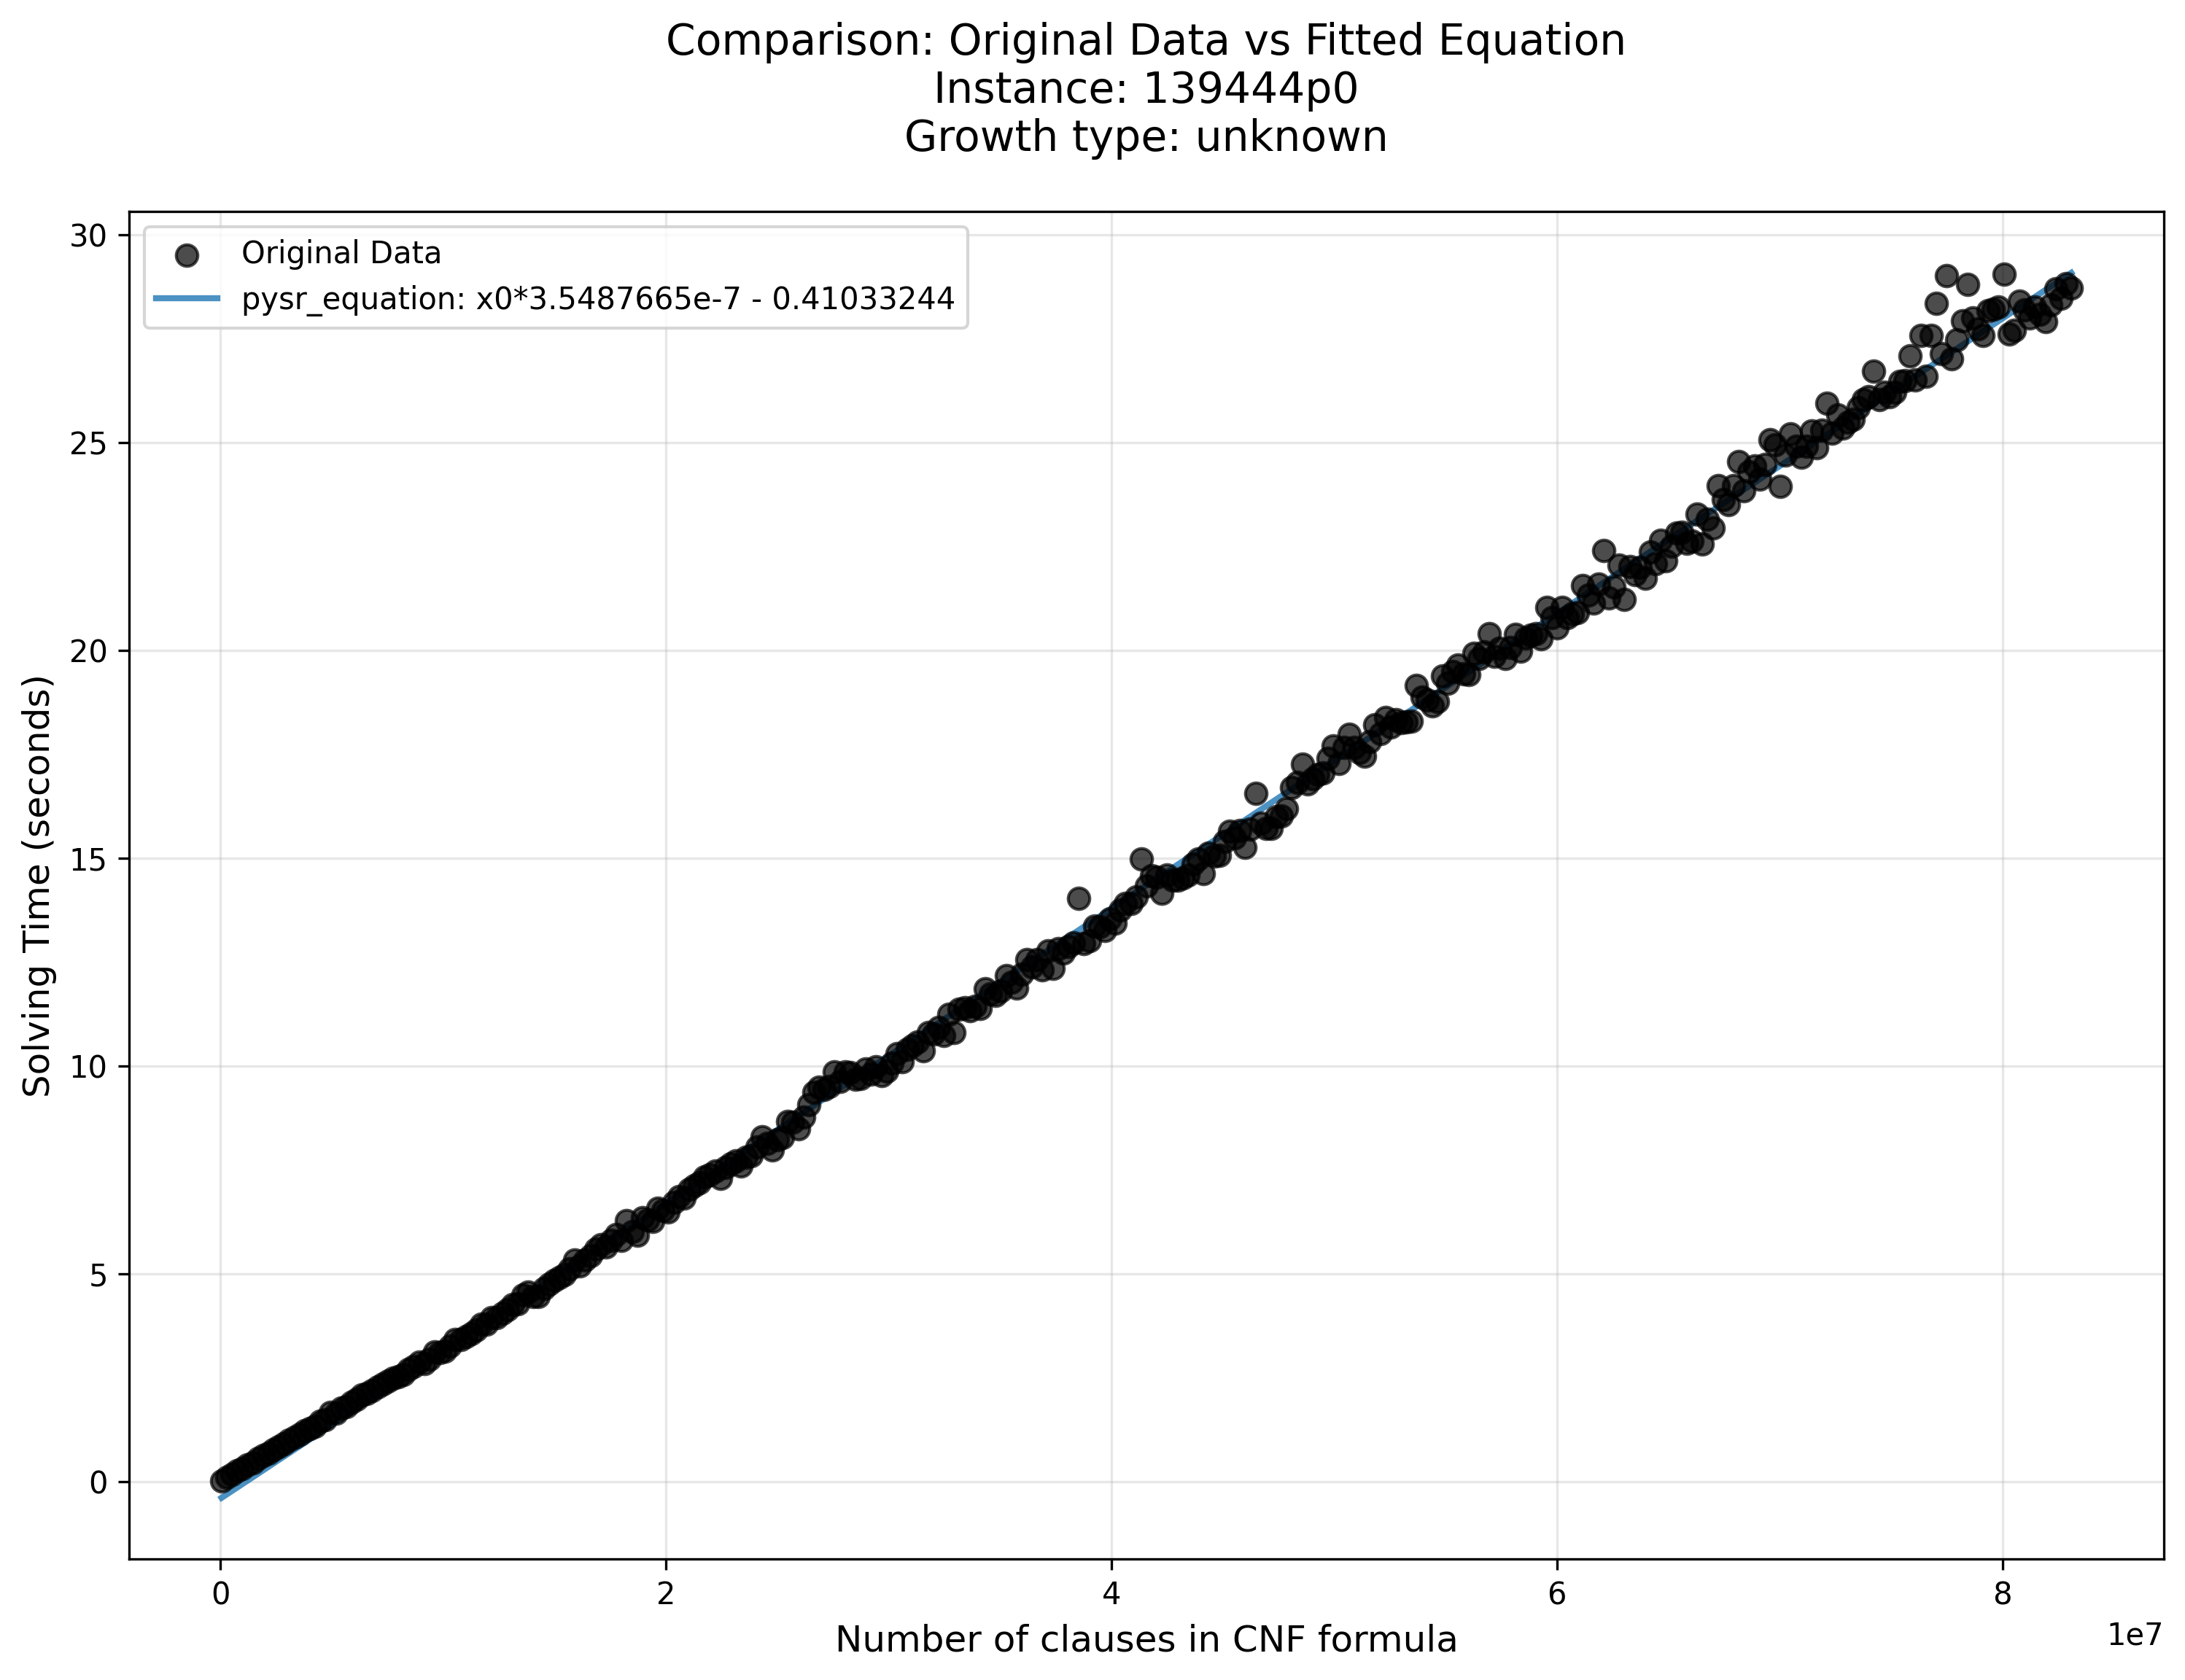 Comparison: Original Data vs Fitted Equation
Instance: 139444p0
Growth type: unknown
Original Data
pysr_equation: x0*3.5487665e-7 - 0.41033244
30
25
20
15
10
5
0
Solving Time (seconds)
0 2 4 6 8
1e7
Number of clauses in CNF formula